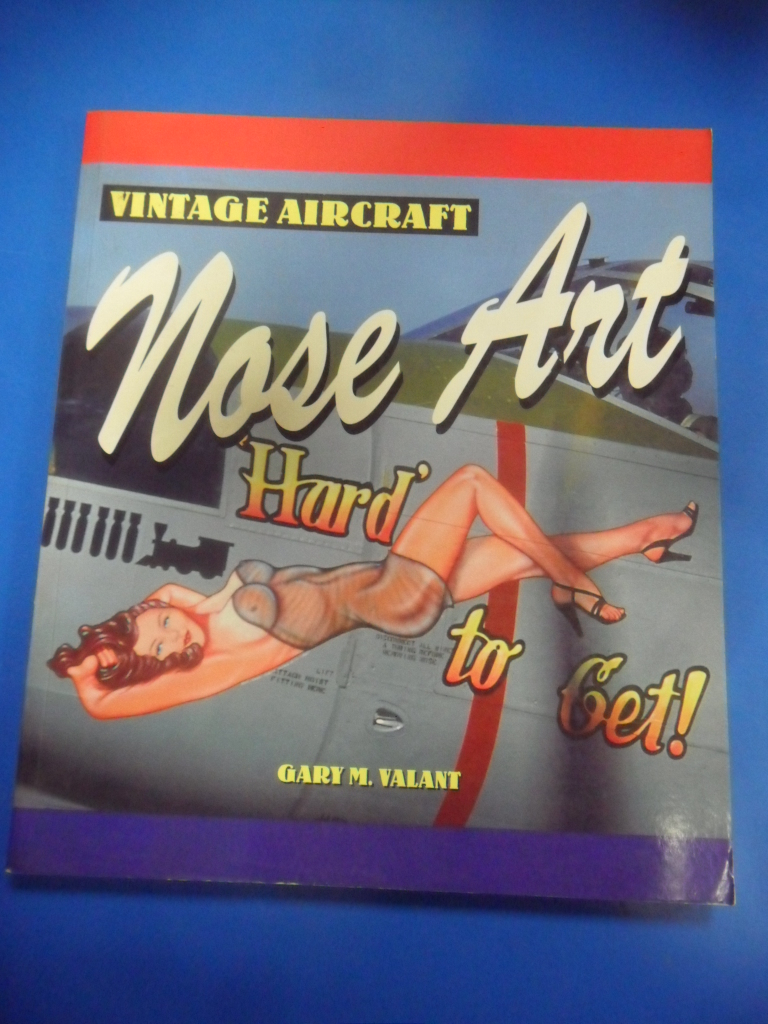 VINTAGE AIRCRAFT
Nose Art
'Hard'
to Get!
GARY M. VALANT